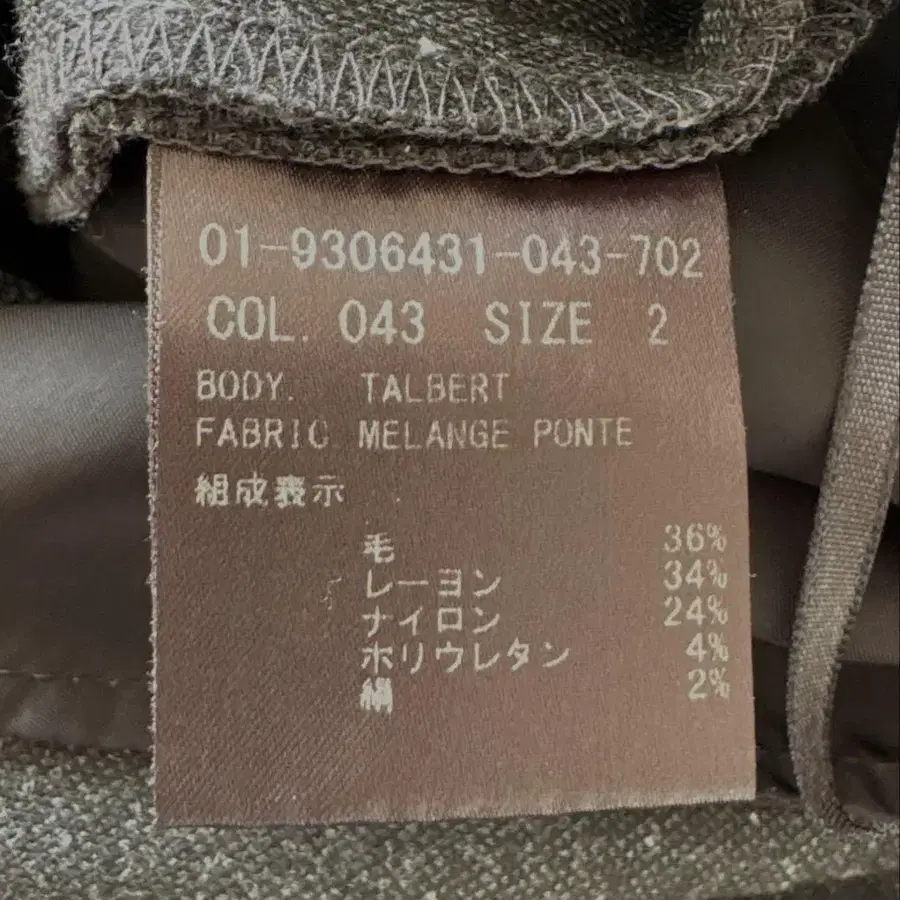 01-9306431-043-702
COL. 043 SIZE 2
BODY. TALBERT
FABRIC MELANGE PONTE
組成表示
毛 36%
レーヨン 34%
ナイロン 24%
ポリウレタン 4%
絹 2%